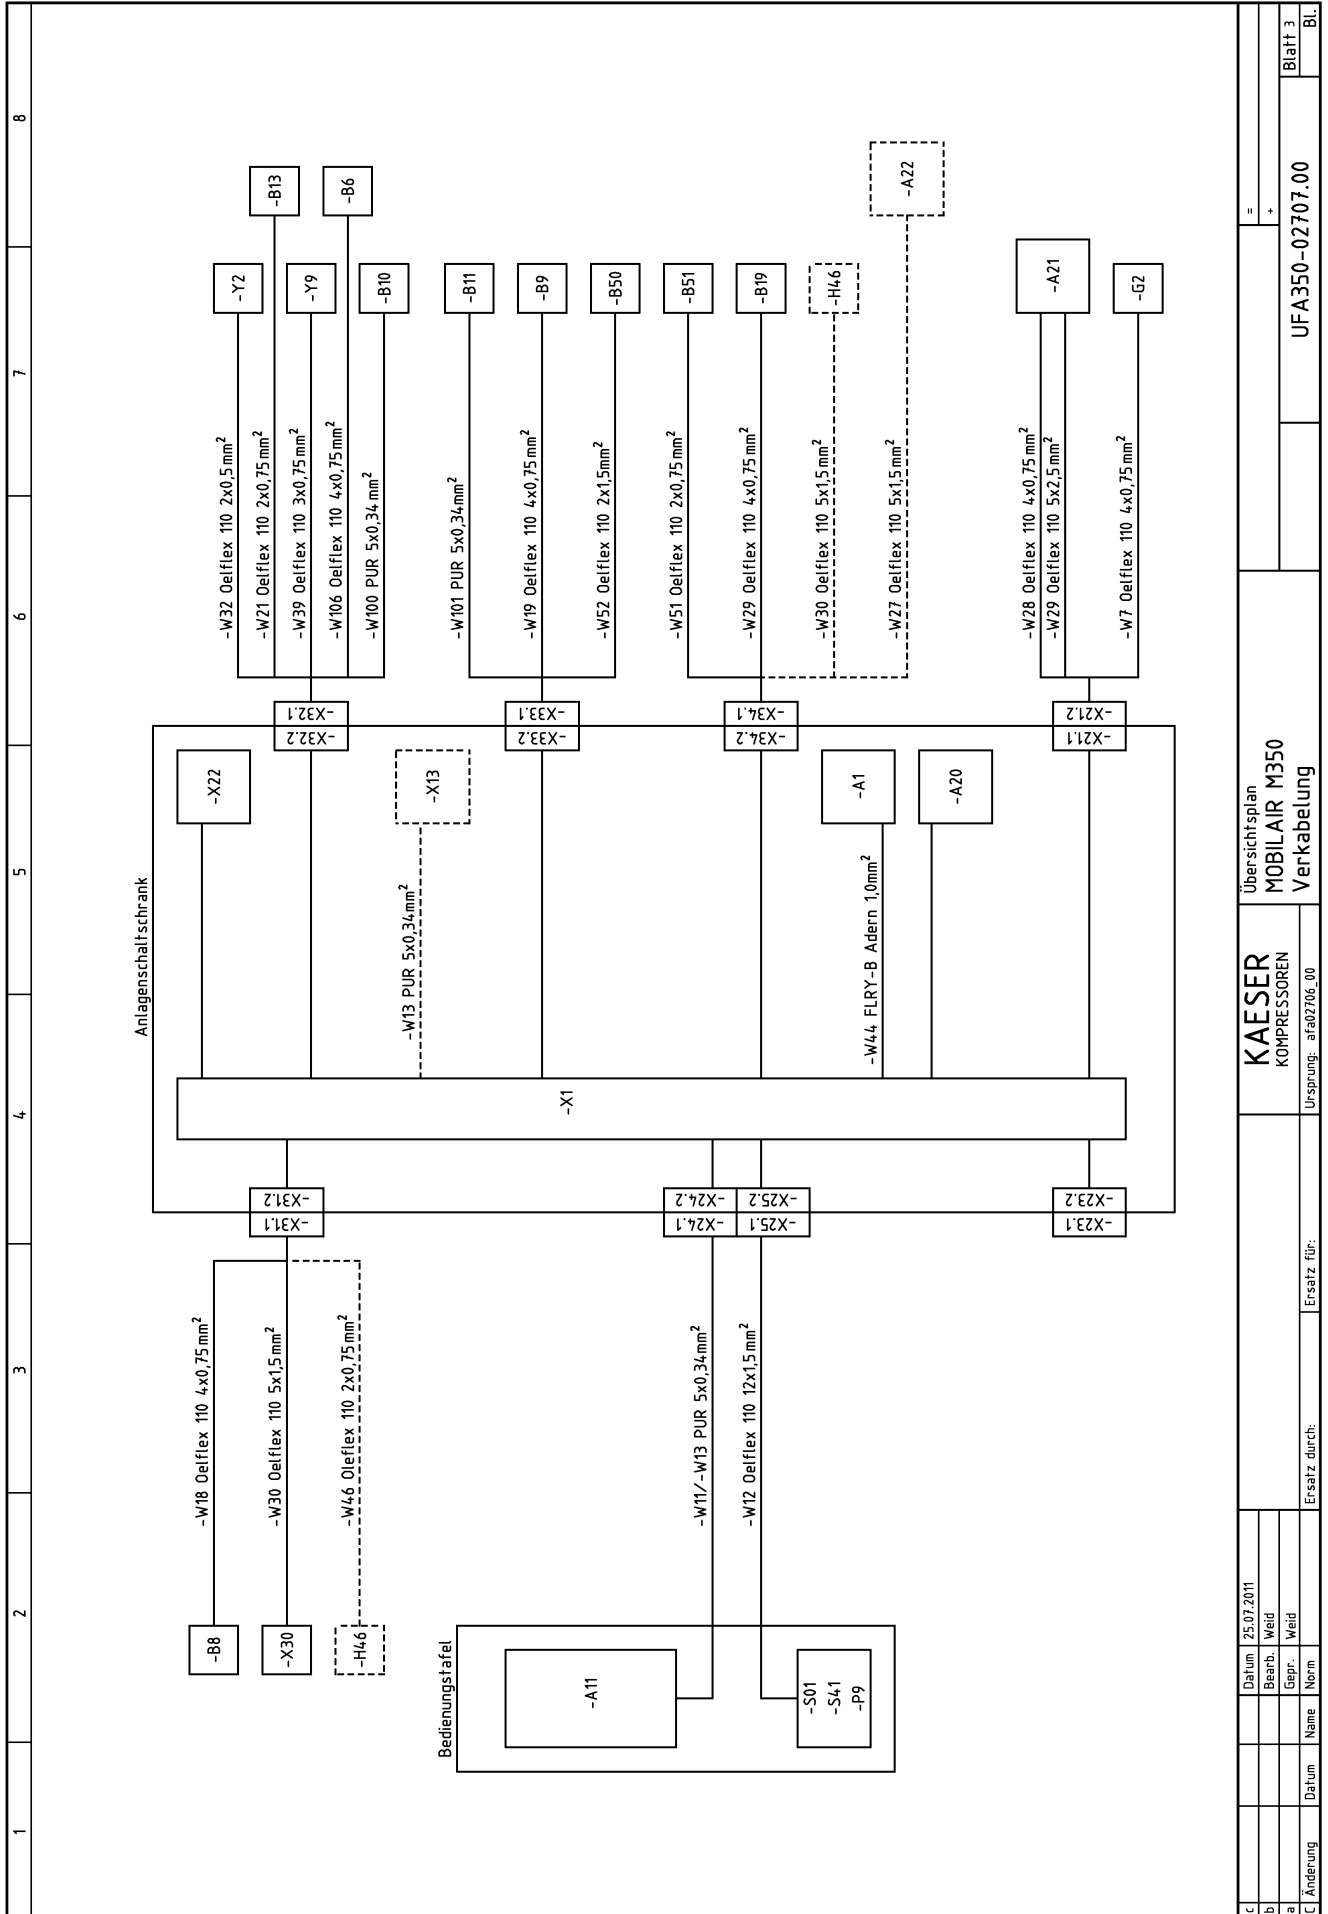 1
2
3
4
5
6
7
8
-B8
-X30
-H46
-W18 Oelflex 110 4x0,75mm²
-W30 Oelflex 110 5x1,5mm²
-W46 Oleflex 110 2x0,75mm²
Bedienungstafel
-A11
-S01
-S41
-P9
-W11/-W13 PUR 5x0,34mm²
-W12 Oelflex 110 12x1,5mm²
Anlagenschaltschrank
-X31.1
-X31.2
-X24.1
-X24.2
-X25.1
-X25.2
-X23.1
-X23.2
-X1
-X22
-W13 PUR 5x0,34mm²
-X13
-W44 FLRY-B Adern 1,0mm²
-A1
-A20
-X32.2
-X32.1
-X33.2
-X33.1
-X34.2
-X34.1
-X21.1
-X21.2
-W32 Oelflex 110 2x0,5mm²
-Y2
-W21 Oelflex 110 2x0,75mm²
-B13
-W39 Oelflex 110 3x0,75mm²
-Y9
-W106 Oelflex 110 4x0,75mm²
-B6
-W100 PUR 5x0,34mm²
-B10
-W101 PUR 5x0,34mm²
-B11
-W19 Oelflex 110 4x0,75mm²
-B9
-W52 Oelflex 110 2x1,5mm²
-B50
-W51 Oelflex 110 2x0,75mm²
-B51
-W29 Oelflex 110 4x0,75mm²
-B19
-W30 Oelflex 110 5x1,5mm²
-H46
-W27 Oelflex 110 5x1,5mm²
-A22
-W28 Oelflex 110 4x0,75mm²
-W29 Oelflex 110 5x2,5mm²
-A21
-W7 Oelflex 110 4x0,75mm²
-G2
c
b
a
C
Änderung
Datum
Name
Datum 25.07.2011
Bearb. Weid
Gepr. Weid
Norm
Ersatz durch:
Ersatz für:
KAESER
KOMPRESSOREN
Ursprung: afa02706_00
Übersichtsplan
MOBILAIR M350
Verkabelung
=
+
UFA350-02707.00
Blatt 3
Bl.